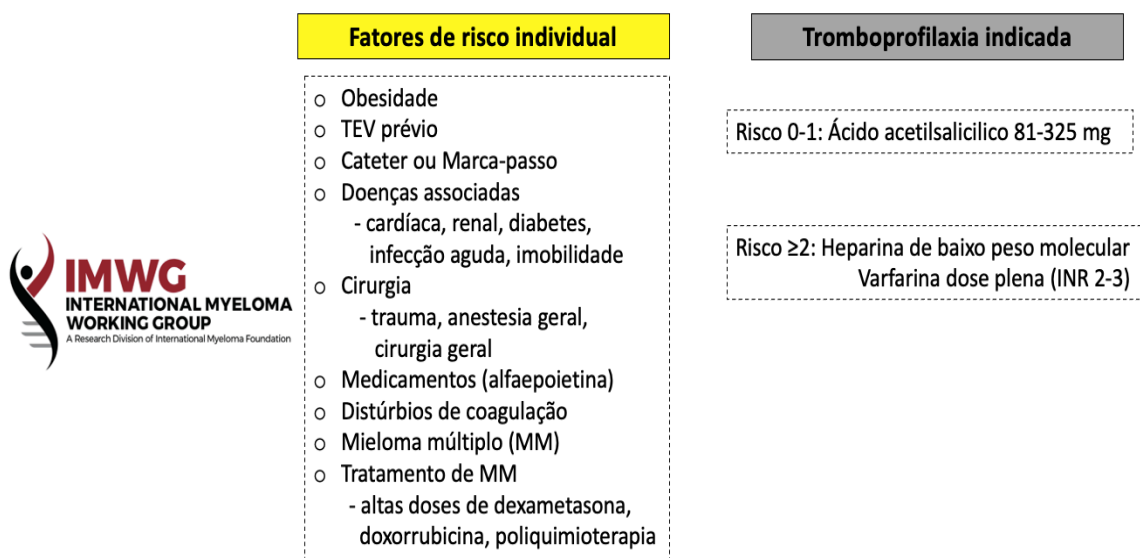 Fatores de risco individual
o Obesidade
o TEV prévio
o Cateter ou Marca-passo
o Doenças associadas
- cardíaca, renal, diabetes,
infecção aguda, imobilidade
o Cirurgia
- trauma, anestesia geral,
cirurgia geral
o Medicamentos (alfaepoietina)
o Distúrbios de coagulação
o Mieloma múltiplo (MM)
o Tratamento de MM
- altas doses de dexametasona,
doxorrubicina, poliquimioterapia
Tromboprofilaxia indicada
Risco 0-1: Ácido acetilsalicilico 81-325 mg
Risco ≥2: Heparina de baixo peso molecular
Varfarina dose plena (INR 2-3)
IMWG
INTERNATIONAL MYELOMA
WORKING GROUP
A Research Division of International Myeloma Foundation